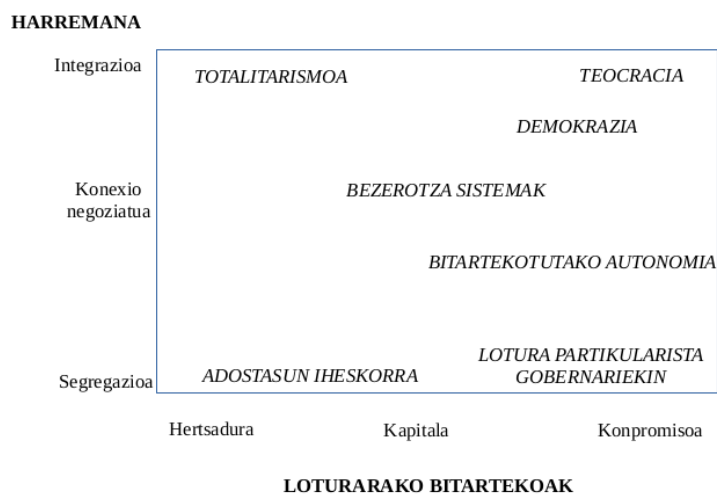 HARREMANA
Integrazioa
TOTALITARISMOA
TEOCRACIA
DEMOKRAZIA
Konexio
negoziatua
BEZEROTZA SISTEMAK
BITARTEKOTUTAKO AUTONOMIA
LOTURA PARTIKULARISTA
GOBERNARIEKIN
Segregazioa
ADOSTASUN IHESKORRA
Hertsadura
Kapitala
Konpromisoa
LOTURARAKO BITARTEKOAK